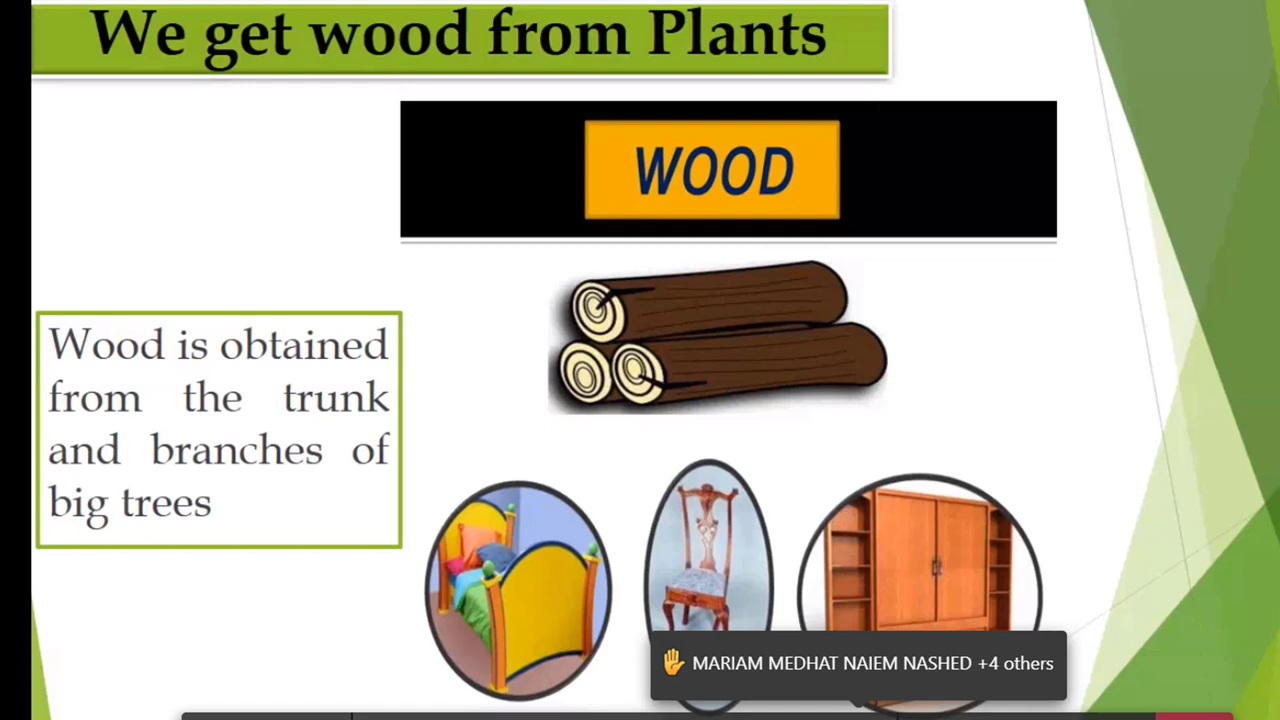 We get wood from Plants
WOOD
Wood is obtained
from the trunk
and branches of
big trees
✋ MARIAM MEDHAT NAIEM NASHED +4 others